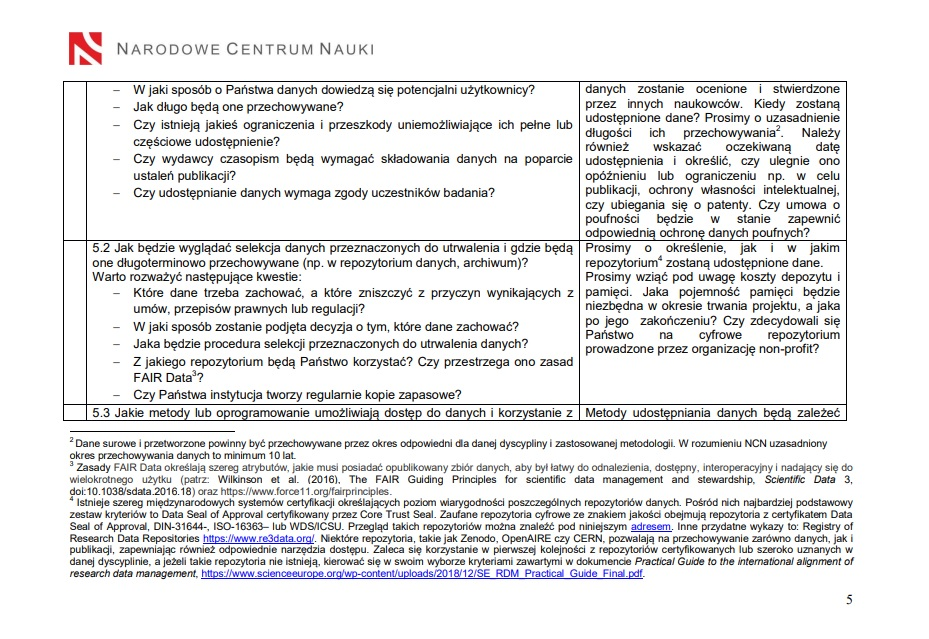 NARODOWE CENTRUM NAUKI
– W jaki sposób o Państwa danych dowiedzą się potencjalni użytkownicy?
– Jak długo będą one przechowywane?
– Czy istnieją jakieś ograniczenia i przeszkody uniemożliwiające ich pełne lub
częściowe udostępnienie?
– Czy wydawcy czasopism będą wymagać składowania danych na poparcie
ustaleń publikacji?
– Czy udostępnianie danych wymaga zgody uczestników badania?
danych zostanie ocenione i stwierdzone
przez innych naukowców. Kiedy zostaną
udostępnione dane? Prosimy o uzasadnienie
długości ich przechowywania2. Należy
również wskazać oczekiwaną datę
udostępnienia i określić, czy ulegnie ono
opóźnieniu lub ograniczeniu np. w celu
publikacji, ochrony własności intelektualnej,
czy ubiegania się o patenty. Czy umowa o
poufności będzie w stanie zapewnić
odpowiednią ochronę danych poufnych?
5.2 Jak będzie wyglądać selekcja danych przeznaczonych do utrwalenia i gdzie będą
one długoterminowo przechowywane (np. w repozytorium danych, archiwum)?
Warto rozważyć następujące kwestie:
– Które dane trzeba zachować, a które zniszczyć z przyczyn wynikających z
umów, przepisów prawnych lub regulacji?
– W jaki sposób zostanie podjęta decyzja o tym, które dane zachować?
– Jaka będzie procedura selekcji przeznaczonych do utrwalenia danych?
– Z jakiego repozytorium będą Państwo korzystać? Czy przestrzega ono zasad
FAIR Data3?
– Czy Państwa instytucja tworzy regularnie kopie zapasowe?
Prosimy o określenie, jak i w jakim
repozytorium4 zostaną udostępnione dane.
Prosimy wziąć pod uwagę koszty depozytu i
pamięci. Jaka pojemność pamięci będzie
niezbędna w okresie trwania projektu, a jaka
po jego zakończeniu? Czy zdecydowali się
Państwo na cyfrowe repozytorium
prowadzone przez organizację non-profit?
5.3 Jakie metody lub oprogramowanie umożliwiają dostęp do danych i korzystanie z
Metody udostępniania danych będą zależeć
2 Dane surowe i przetworzone powinny być przechowywane przez okres odpowiedni dla danej dyscypliny i zastosowanej metodologii. W rozumieniu NCN uzasadniony
okres przechowywania danych to minimum 10 lat.
3 Zasady FAIR Data określają szereg atrybutów, jakie musi posiadać opublikowany zbiór danych, aby był łatwy do odnalezienia, dostępny, interoperacyjny i nadający się do
wielokrotnego użytku (patrz: Wilkinson et al. (2016), The FAIR Guiding Principles for scientific data management and stewardship, Scientific Data 3,
doi:10.1038/sdata.2016.18) oraz https://www.force11.org/fairprinciples.
4 Istnieje szereg międzynarodowych systemów certyfikacji określających poziom wiarygodności poszczególnych repozytoriów danych. Pośród nich najbardziej podstawowy
zestaw kryteriów to Data Seal of Approval certyfikowany przez Core Trust Seal. Zaufane repozytoria cyfrowe ze znakiem jakości obejmują repozytoria z certyfikatem Data
Seal of Approval, DIN-31644-, ISO-16363– lub WDS/ICSU. Przegląd takich repozytoriów można znaleźć pod niniejszym adresem. Inne przydatne wykazy to: Registry of
Research Data Repositories https://www.re3data.org/. Niektóre repozytoria, takie jak Zenodo, OpenAIRE czy CERN, pozwalają na przechowywanie zarówno danych, jak i
publikacji, zapewniając również odpowiednie narzędzia dostępu. Zaleca się korzystanie w pierwszej kolejności z repozytoriów certyfikowanych lub szeroko uznanych w
danej dyscyplinie, a jeżeli takie repozytoria nie istnieją, kierować się w swoim wyborze kryteriami zawartymi w dokumencie Practical Guide to the international alignment of
research data management, https://www.scienceeurope.org/wp-content/uploads/2018/12/SE_RDM_Practical_Guide_Final.pdf.
5